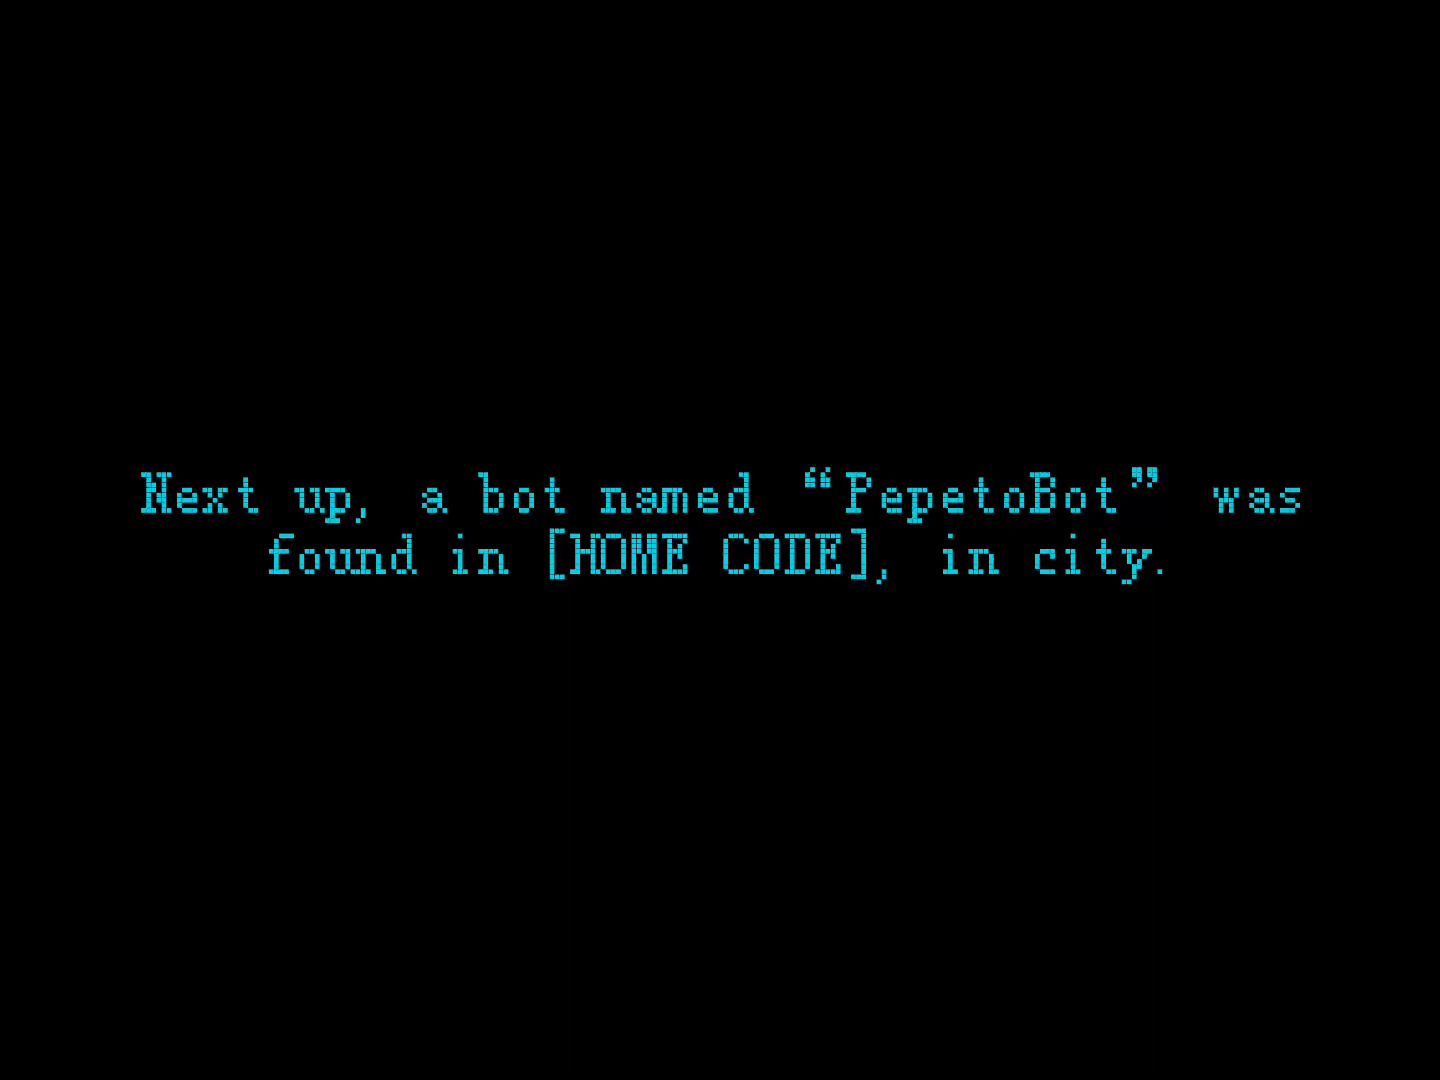 Next up, a bot named “PepetoBot” was
found in [HOME CODE], in city.